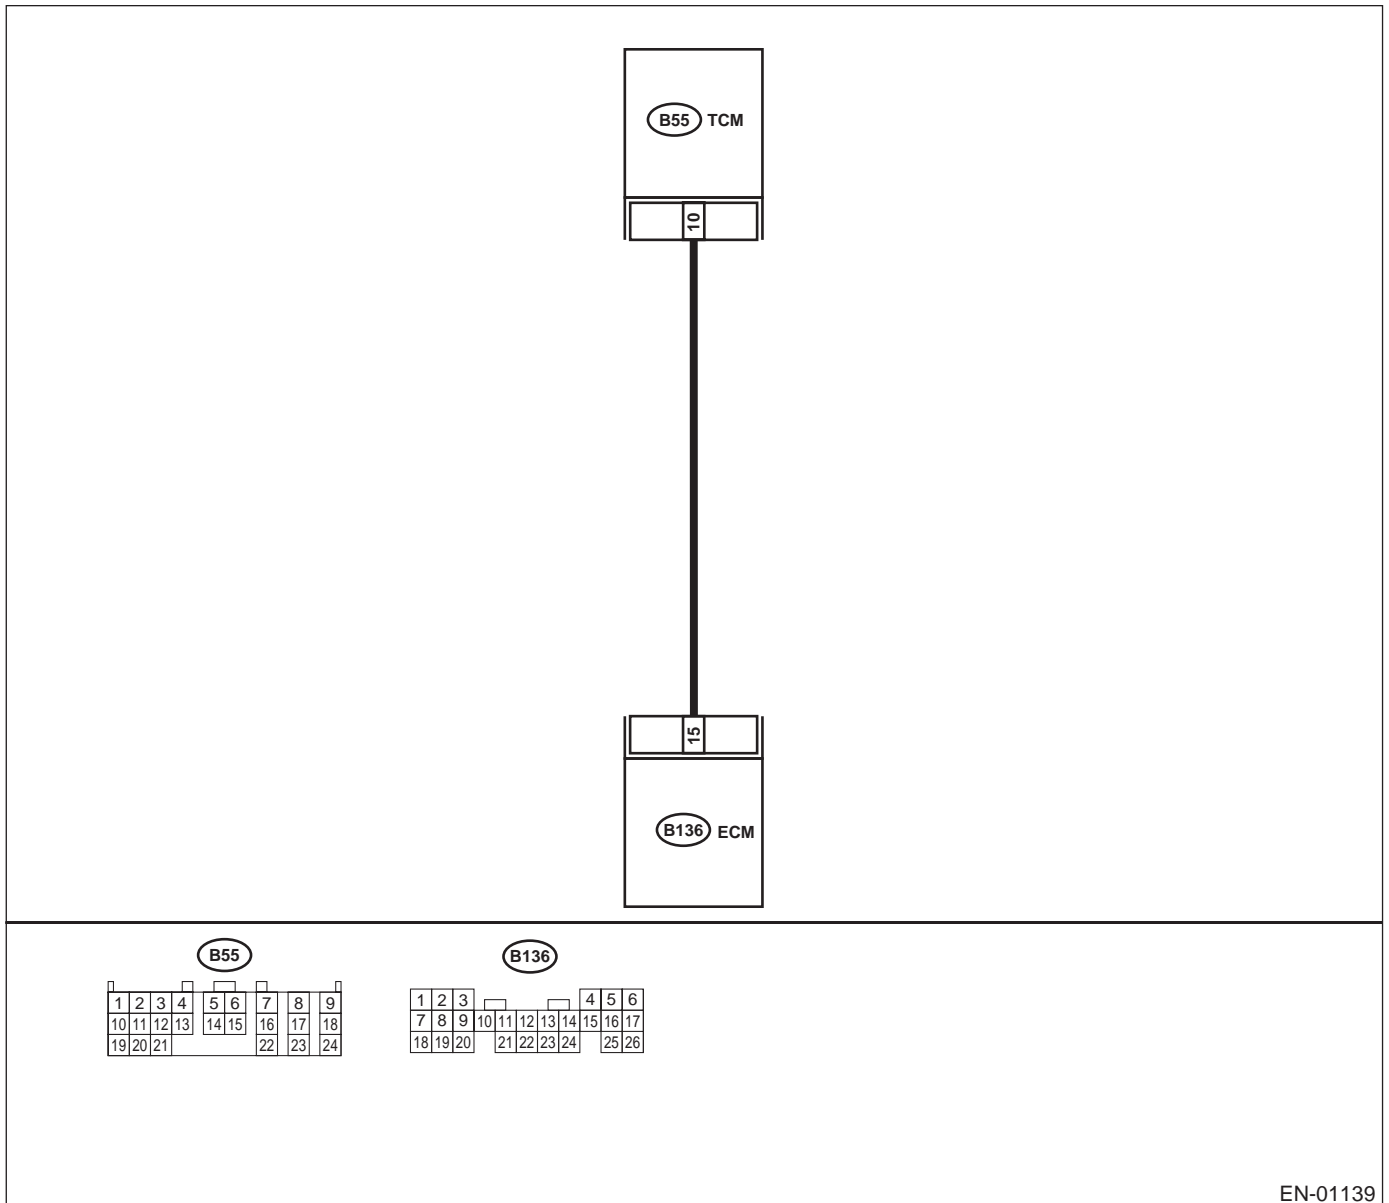 B55 TCM
10
15
B136 ECM
B55
1 2 3 4 5 6 7 8 9
10 11 12 13 14 15 16 17 18
19 20 21 22 23 24
B136
1 2 3 4 5 6
7 8 9 10 11 12 13 14 15 16 17
18 19 20 21 22 23 24 25 26
EN-01139